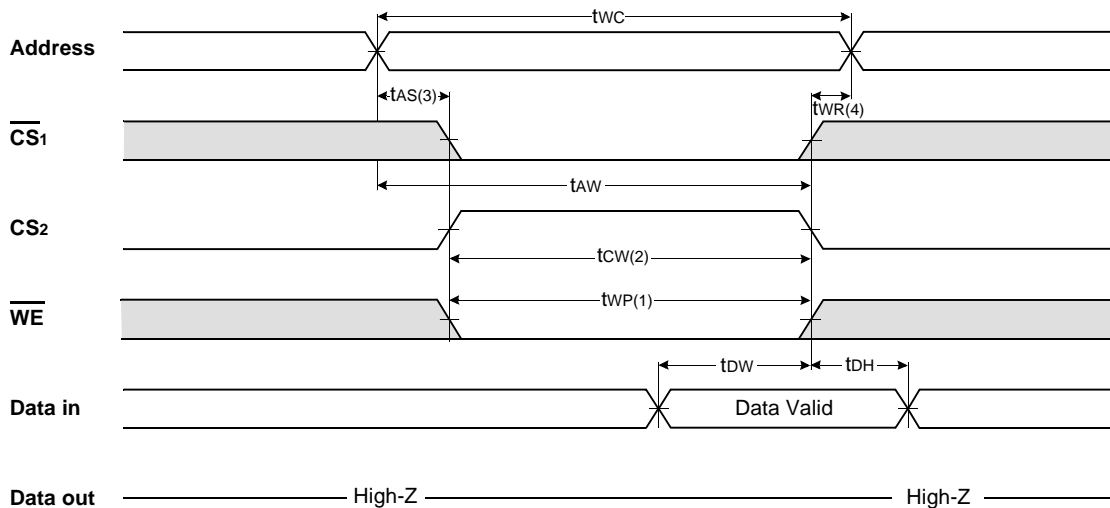 tWC
Address
tAS(3)
tWR(4)
CS1
tAW
CS2
tCW(2)
tWP(1)
WE
tDW
tDH
Data in
Data Valid
Data out
High-Z
High-Z